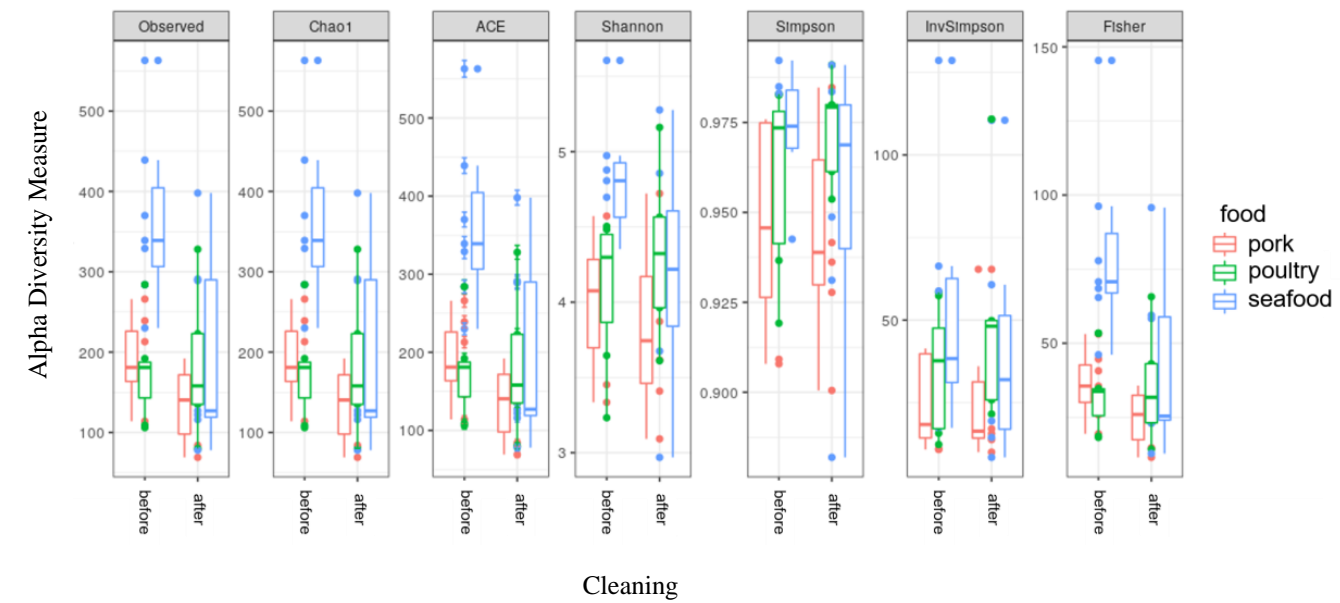 Observed
Chao1
ACE
Shannon
Simpson
InvSimpson
Fisher
Alpha Diversity Measure
500
400
300
200
100
500
400
300
200
100
500
400
300
200
100
5
4
3
0.975
0.950
0.925
0.900
100
50
150
100
50
before
after
before
after
before
after
before
after
before
after
before
after
before
after
Cleaning
food
pork
poultry
seafood